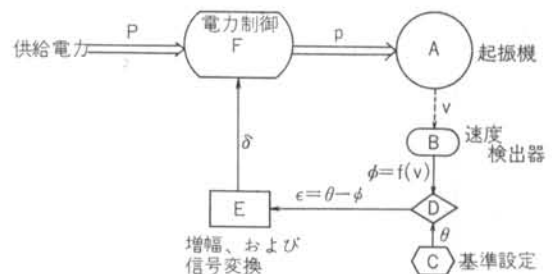 供給電力
P
電力制御
F
p
A
起振機
v
B
速度
検出器
φ=f(v)
D
ϵ=θ−φ
E
δ
増幅、および
信号変換
θ
C
基準設定